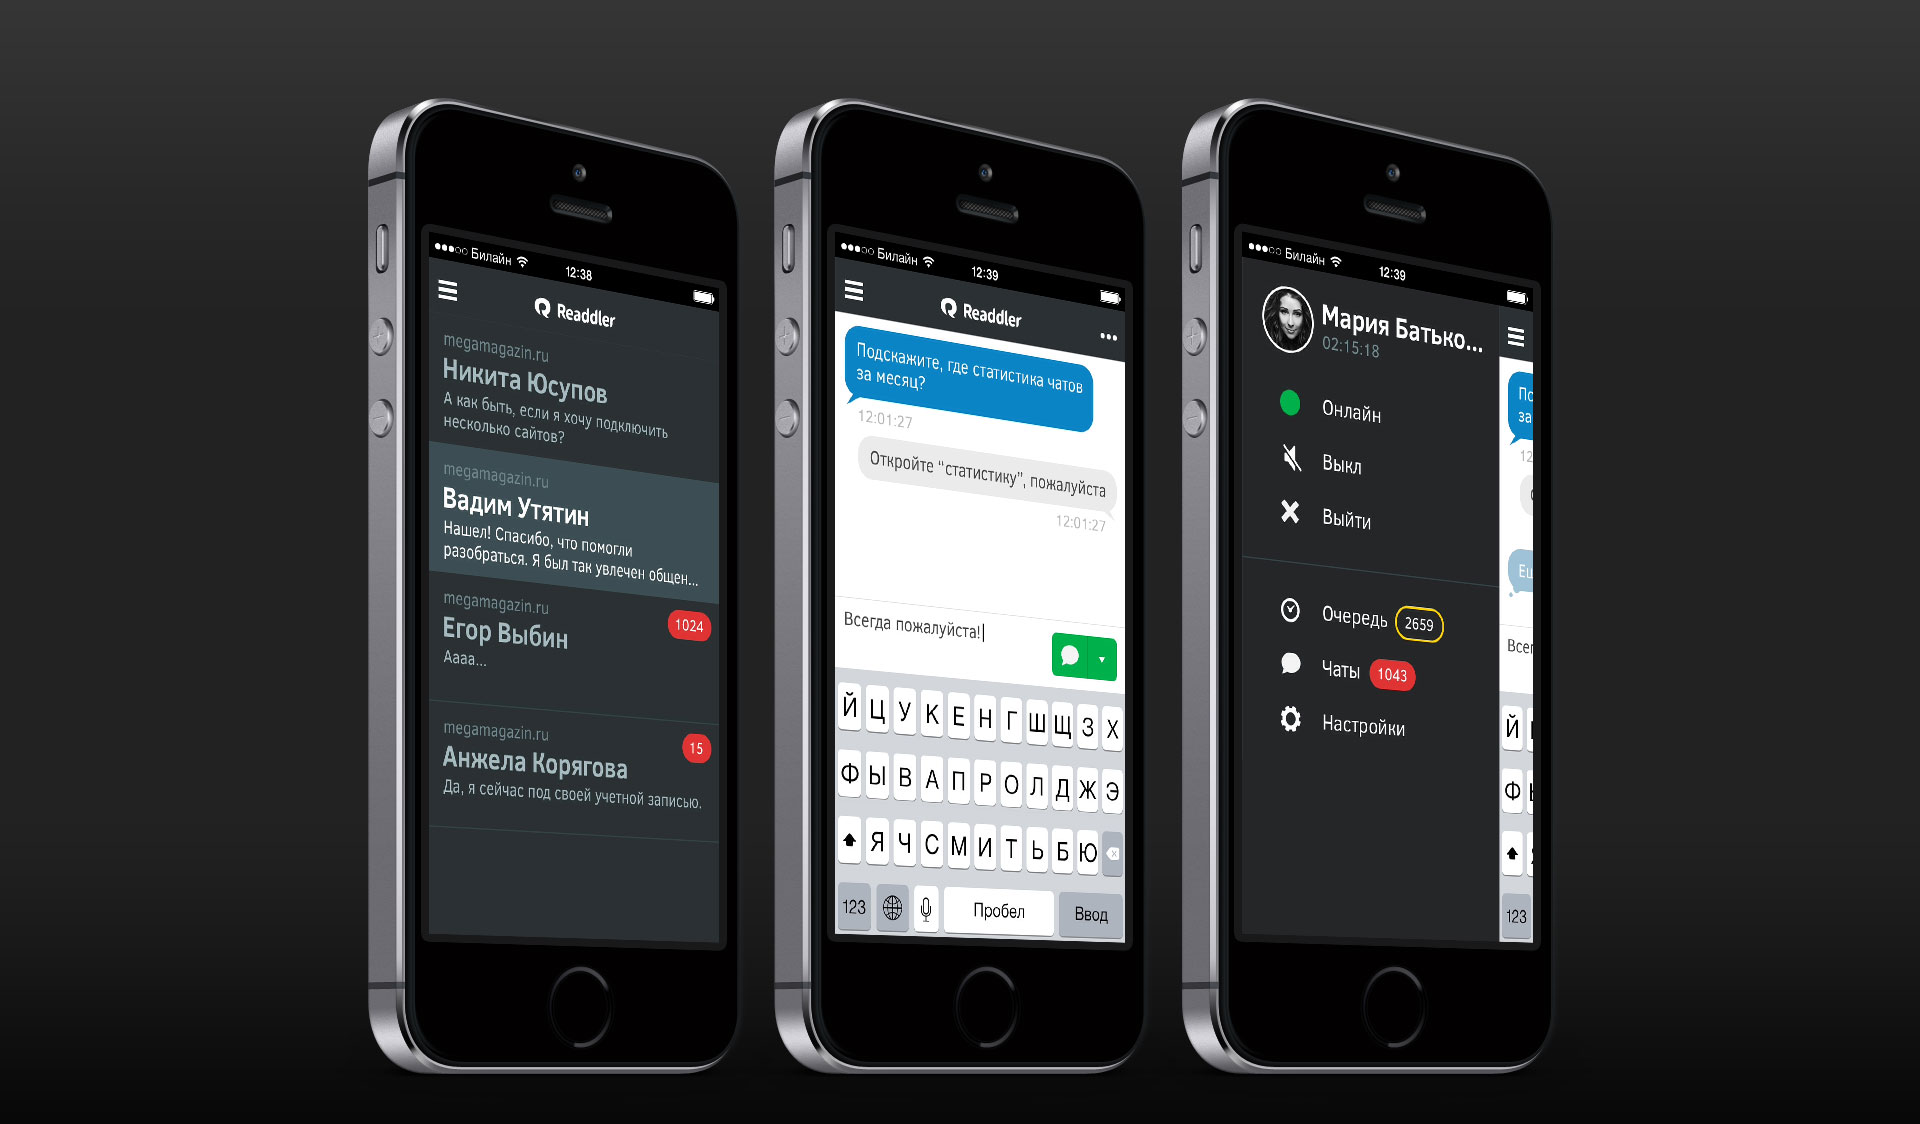 Билайн
12:38
Readdler
megamagazin.ru
Никита Юсупов
А как быть, если я хочу подключить
несколько сайтов?
megamagazin.ru
Вадим Утятин
Нашел! Спасибо, что помогли
разобраться. Я был так увлечен общен...
megamagazin.ru
1024
Егор Выбин
Аааа...
megamagazin.ru
15
Анжела Корягова
Да, я сейчас под своей учетной записью.
Билайн
12:39
Readdler
Подскажите, где статистика чатов
за месяц?
12:01:27
Откройте “статистику”, пожалуйста
12:01:27
Всегда пожалуйста!
Й Ц У К Е Н Г Ш Щ З Х
Ф Ы В А П Р О Л Д Ж Э
Я Ч С М И Т Ь Б Ю
123 Пробел Ввод
Билайн
12:39
Мария Батько...
02:15:18
Онлайн
Выкл
Выйти
Очередь 2659
Чаты 1043
Настройки
По
за
12
Ещ
Всег
Й
Ф
123